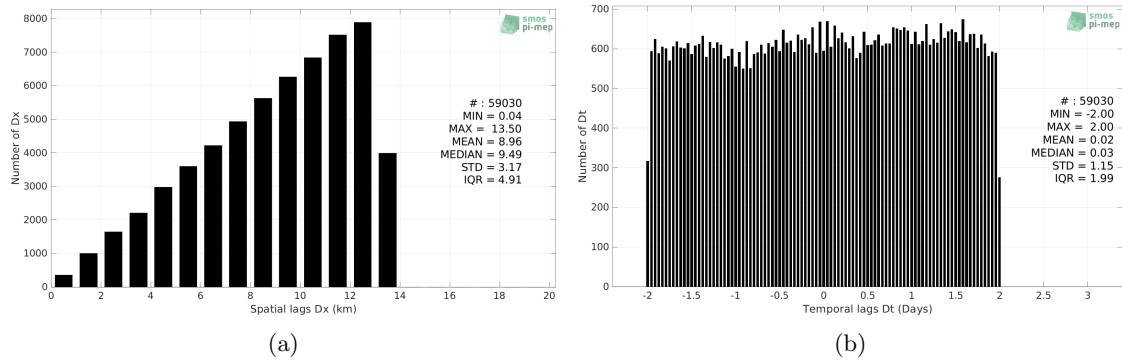 8000
7000
6000
5000
4000
3000
2000
1000
0
Number of Dx
0 2 4 6 8 10 12 14 16 18 20
Spatial lags Dx (km)
smos
pi-mep
# : 59030
MIN = 0.04
MAX = 13.50
MEAN = 8.96
MEDIAN = 9.49
STD = 3.17
IQR = 4.91
(a)
700
600
500
400
300
200
100
0
Number of Dt
-2 -1.5 -1 -0.5 0 0.5 1 1.5 2 2.5 3
Temporal lags Dt (Days)
smos
pi-mep
# : 59030
MIN = -2.00
MAX = 2.00
MEAN = 0.02
MEDIAN = 0.03
STD = 1.15
IQR = 1.99
(b)